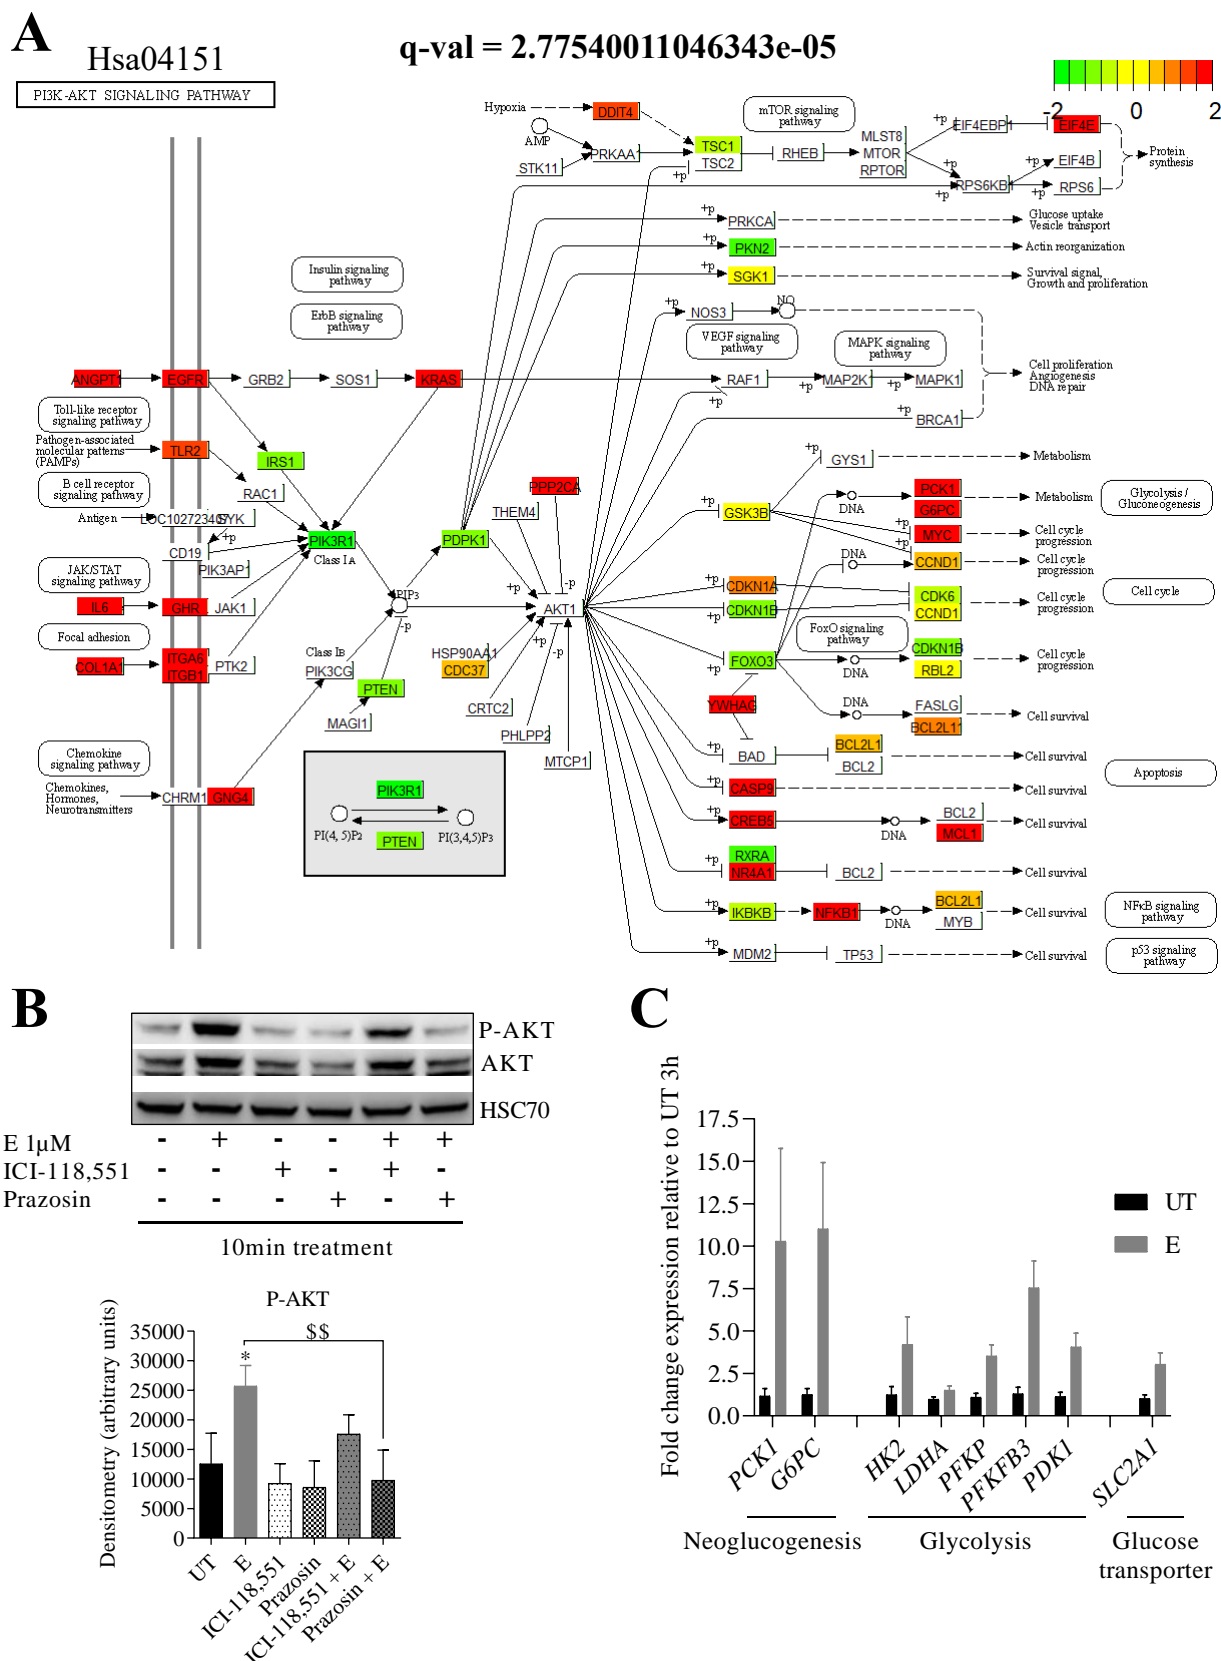 A
Hsa04151
q-val = 2.77540011046343e-05
PI3K-AKT SIGNALING PATHWAY
-2 0 2
Hypoxia
DDIT4
AMP
STK11
PRKAA1
TSC1
TSC2
RHEB
mTOR signaling
pathway
MLST8
MTOR
RPTOR
+p
EIF4EBP1
EIF4E
+p
EIF4B
RPS6KB1
RPS6
+p
+p
+p
Protein
synthesis
+p
PRKCA
Glucose uptake
Vesicle transport
+p
PKN2
Actin reorganization
+p
SGK1
Survival signal,
Growth and proliferation
Insulin signaling
pathway
ErbB signaling
pathway
+p
NOS3
NO
VEGF signaling
pathway
MAPK signaling
pathway
ANGPT1
EGFR
GRB2
SOS1
KRAS
RAF1
+p
+p
MAP2K1
+p
MAPK1
Cell proliferation
Angiogenesis
DNA repair
+p
BRCA1
Toll-like receptor
signaling pathway
Pathogen-associated
molecular patterns
(PAMPs)
TLR2
IRS1
RAC1
B cell receptor
signaling pathway
Antigen
SYK
+p
CD19
PIK3AP1
PIK3R1
Class IA
PDPK1
PPP2CA
THEM4
+p
-p
+p
GYS1
Metabolism
+p
GSK3B
DNA
PCK1
G6PC
Metabolism
Glycolysis /
Gluconeogenesis
+p
MYC
Cell cycle
progression
+p
DNA
CCND1
Cell cycle
progression
JAK/STAT
signaling pathway
IL6
GHR
JAK1
PIP3
-p
AKT1
+p
CDKN1A
+p
CDKN1B
CDK6
CCND1
Cell cycle
progression
Cell cycle
Focal adhesion
COL1A1
ITGA6
ITGB1
PTK2
Class IB
PIK3CG
PTEN
MAGI1
HSP90AA1
CDC37
+p
-p
CRTC2
PHLPP2
MTCP1
FoxO signaling
pathway
+p
FOXO3
DNA
CDKN1B
RBL2
Cell cycle
progression
YWHAG
DNA
FASLG
BCL2L11
Cell survival
+p
BAD
BCL2L1
BCL2
Cell survival
Apoptosis
Chemokine
signaling pathway
Chemokines,
Hormones,
Neurotransmitters
CHRM1
GNG4
PIK3R1
PI(4, 5)P2
PI(3,4,5)P3
PTEN
+p
CASP9
Cell survival
+p
CREB5
DNA
BCL2
MCL1
Cell survival
+p
RXRA
NR4A1
BCL2
Cell survival
+p
IKBKB
NFKB1
DNA
BCL2L1
MYB
Cell survival
NFκB signaling
pathway
+p
MDM2
TP53
Cell survival
p53 signaling
pathway
B
P-AKT
AKT
HSC70
E 1μM - + - - + +
ICI-118,551 - - + - + -
Prazosin - - - + - +
10min treatment
P-AKT
Densitometry (arbitrary units)
35000
30000
25000
20000
15000
10000
5000
0
*
$$
UT
E
ICI-118,551
Prazosin
ICI-118,551 + E
Prazosin + E
C
Fold change expression relative to UT 3h
17.5
15.0
12.5
10.0
7.5
5.0
2.5
0.0
UT
E
PCK1
G6PC
HK2
LDHA
PFKP
PFKFB3
PDK1
SLC2A1
Neoglucogenesis
Glycolysis
Glucose
transporter